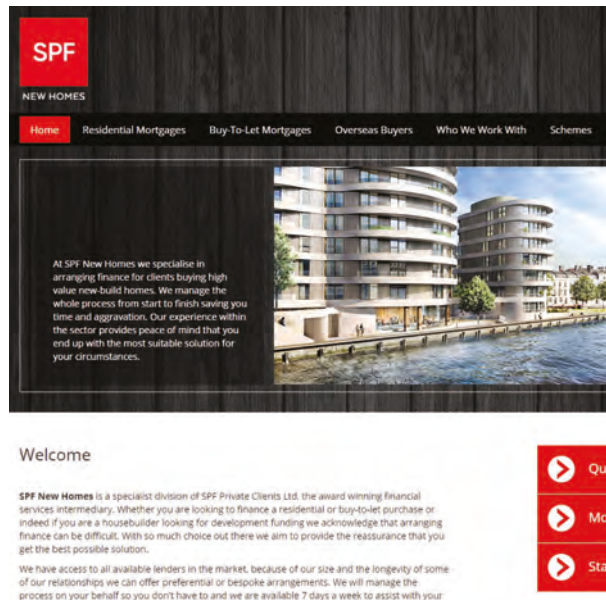 SPF
NEW HOMES
Home Residential Mortgages Buy-To-Let Mortgages Overseas Buyers Who We Work With Schemes
At SPF New Homes we specialise in
arranging finance for clients buying high
value new-build homes. We manage the
whole process from start to finish saving you
time and aggravation. Our experience within
the sector provides peace of mind that you
end up with the most suitable solution for
your circumstances.
Welcome
SPF New Homes is a specialist division of SPF Private Clients Ltd, the award winning financial
services intermediary. Whether you are looking to finance a residential or buy-to-let purchase or
indeed if you are a housebuilder looking for development funding we acknowledge that arranging
finance can be difficult. With so much choice out there we aim to provide the reassurance that you
get the best possible solution.
We have access to all available lenders in the market, because of our size and the longevity of some
of our relationships we can offer preferential or bespoke arrangements. We will manage the
process on your behalf so you don't have to and we are available 7 days a week to assist with your
Qu
Mo
Sta